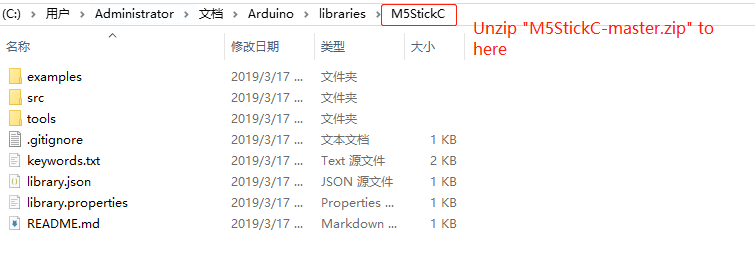 (C:) > 用户 > Administrator > 文档 > Arduino > libraries > M5StickC
Unzip "M5StickC-master.zip" to
here
名称 修改日期 类型 大小
examples 2019/3/17 ... 文件夹
src 2019/3/17 ... 文件夹
tools 2019/3/17 ... 文件夹
.gitignore 2019/3/17 ... 文本文档 1 KB
keywords.txt 2019/3/17 ... Text 源文件 2 KB
library.json 2019/3/17 ... JSON 源文件 1 KB
library.properties 2019/3/17 ... Properties ... 1 KB
README.md 2019/3/17 ... Markdown ... 1 KB